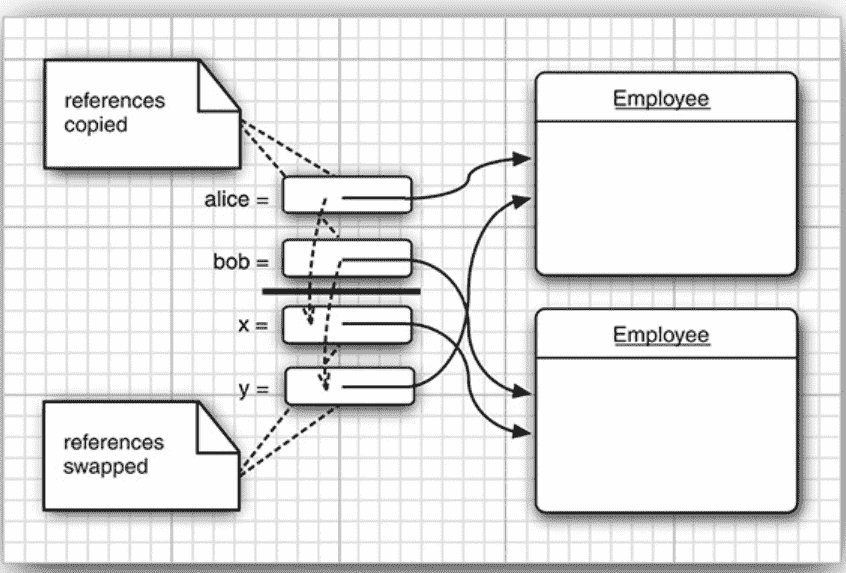 references
copied
Employee
alice =
bob =
x =
Employee
y =
references
swapped